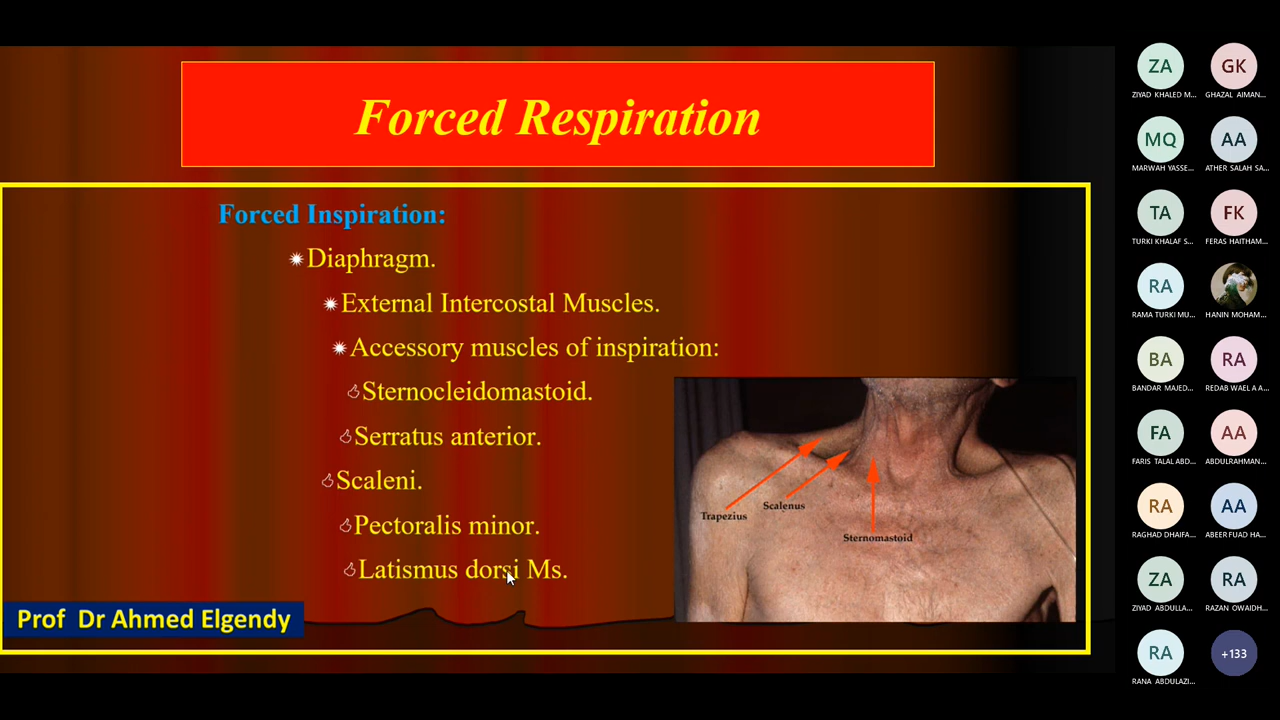 Forced Respiration
Forced Inspiration:
Diaphragm.
External Intercostal Muscles.
Accessory muscles of inspiration:
Sternocleidomastoid.
Serratus anterior.
Scaleni.
Pectoralis minor.
Latismus dorsi Ms.
Trapezius
Scalenus
Sternomastoid
Prof Dr Ahmed Elgendy
ZA GK
ZIYAD KHALED M... GHAZAL AIMAN...
MQ AA
MARWAH YASSE... ATHER SALAH SA...
TA FK
TURKI KHALAF S... FERAS HAITHAM...
RA
RAMA TURKI MU... HANIN MOHAM...
BA RA
BANDAR MAJED... REDAB WAEL A A...
FA AA
FARIS TALAL ABD... ABDULRAHMAN...
RA AA
RAGHAD DHAIFA... ABEER FUAD HA...
ZA RA
ZIYAD ABDULLA... RAZAN OWAIDH...
RA +133
RANA ABDULAZI...